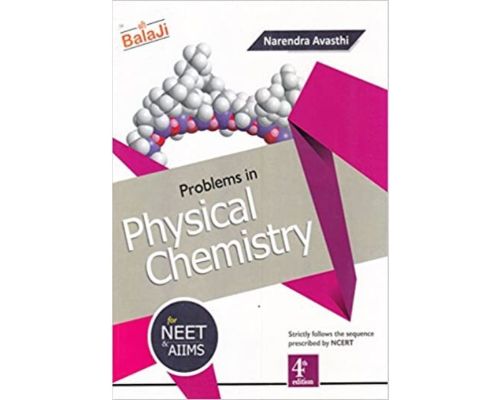 श्री
BalaJi
Narendra Avasthi
Problems in
Physical
Chemistry
for
NEET
& AIIMS
Strictly follows the sequence
prescribed by NCERT
4th
edition